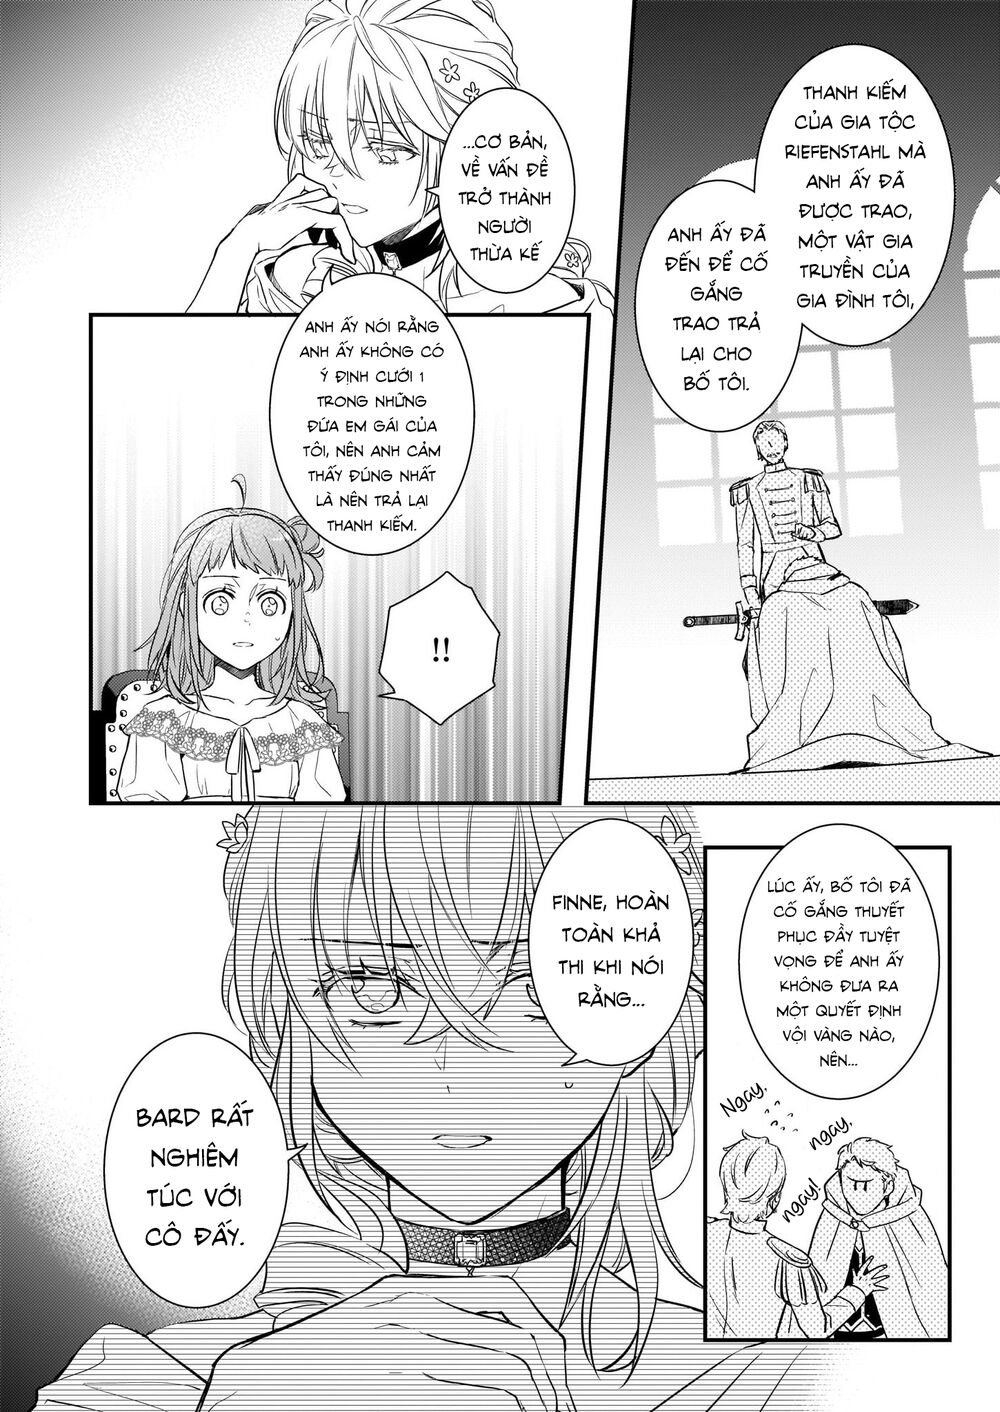 THANH KIẾM
CỦA GIA TỘC
RIEFENSTAHL MÀ
ANH ẤY ĐÃ
ĐƯỢC TRAO,
MỘT VẬT GIA
TRUYỀN CỦA
GIA ĐÌNH TÔI,
ANH ẤY ĐÃ
ĐẾN ĐỂ CỐ
GẮNG
TRAO TRẢ
LẠI CHO
BỐ TÔI.
...CƠ BẢN,
VỀ VẤN ĐỀ
TRỞ THÀNH
NGƯỜI
THỪA KẾ
ANH ẤY NÓI RẰNG
ANH ẤY KHÔNG CÓ
Ý ĐỊNH CƯỚI 1
TRONG NHỮNG
ĐỨA EM GÁI CỦA
TÔI, NÊN ANH CẢM
THẤY ĐÚNG NHẤT
LÀ NÊN TRẢ LẠI
THANH KIẾM.
!!
LÚC ẤY, BỐ TÔI ĐÃ
CỐ GẮNG THUYẾT
PHỤC ĐẦY TUYỆT
VỌNG ĐỂ ANH ẤY
KHÔNG ĐƯA RA
MỘT QUYẾT ĐỊNH
VỘI VÀNG NÀO,
NÊN...
Ngay,
ngay,
ngay!
FINNE, HOÀN
TOÀN KHẢ
THI KHI NÓI
RẰNG...
BARD RẤT
NGHIÊM
TÚC VỚI
CÔ ĐẤY.